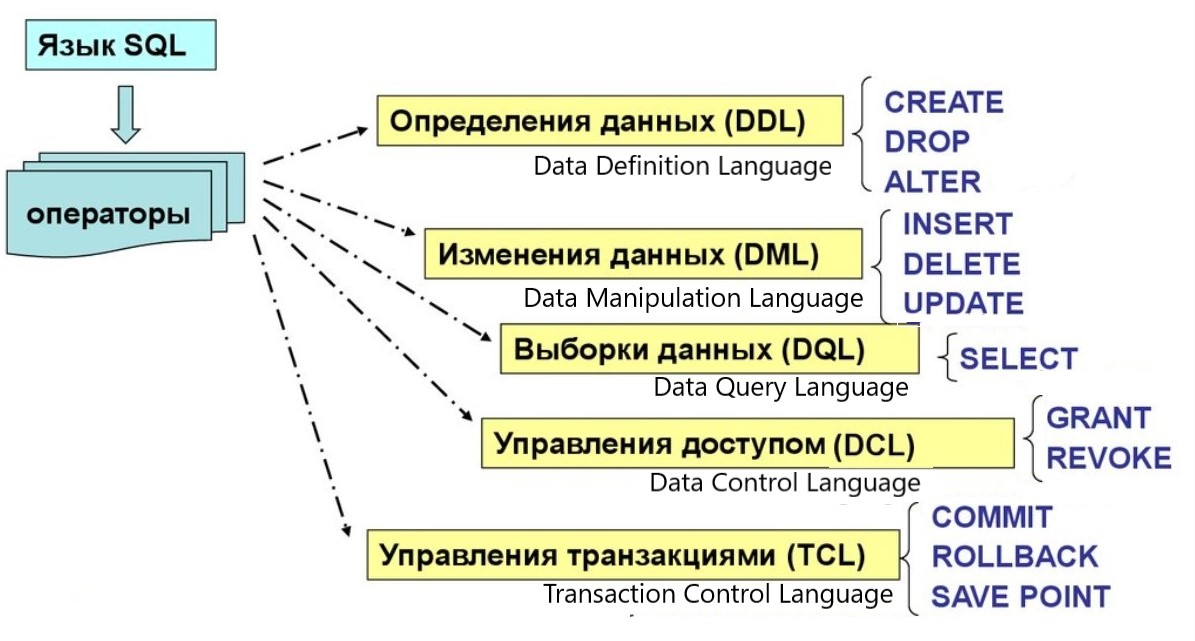 Язык SQL
операторы
Определения данных (DDL)
Data Definition Language
CREATE
DROP
ALTER
Изменения данных (DML)
Data Manipulation Language
INSERT
DELETE
UPDATE
Выборки данных (DQL)
Data Query Language
SELECT
Управления доступом (DCL)
Data Control Language
GRANT
REVOKE
Управления транзакциями (TCL)
Transaction Control Language
COMMIT
ROLLBACK
SAVE POINT